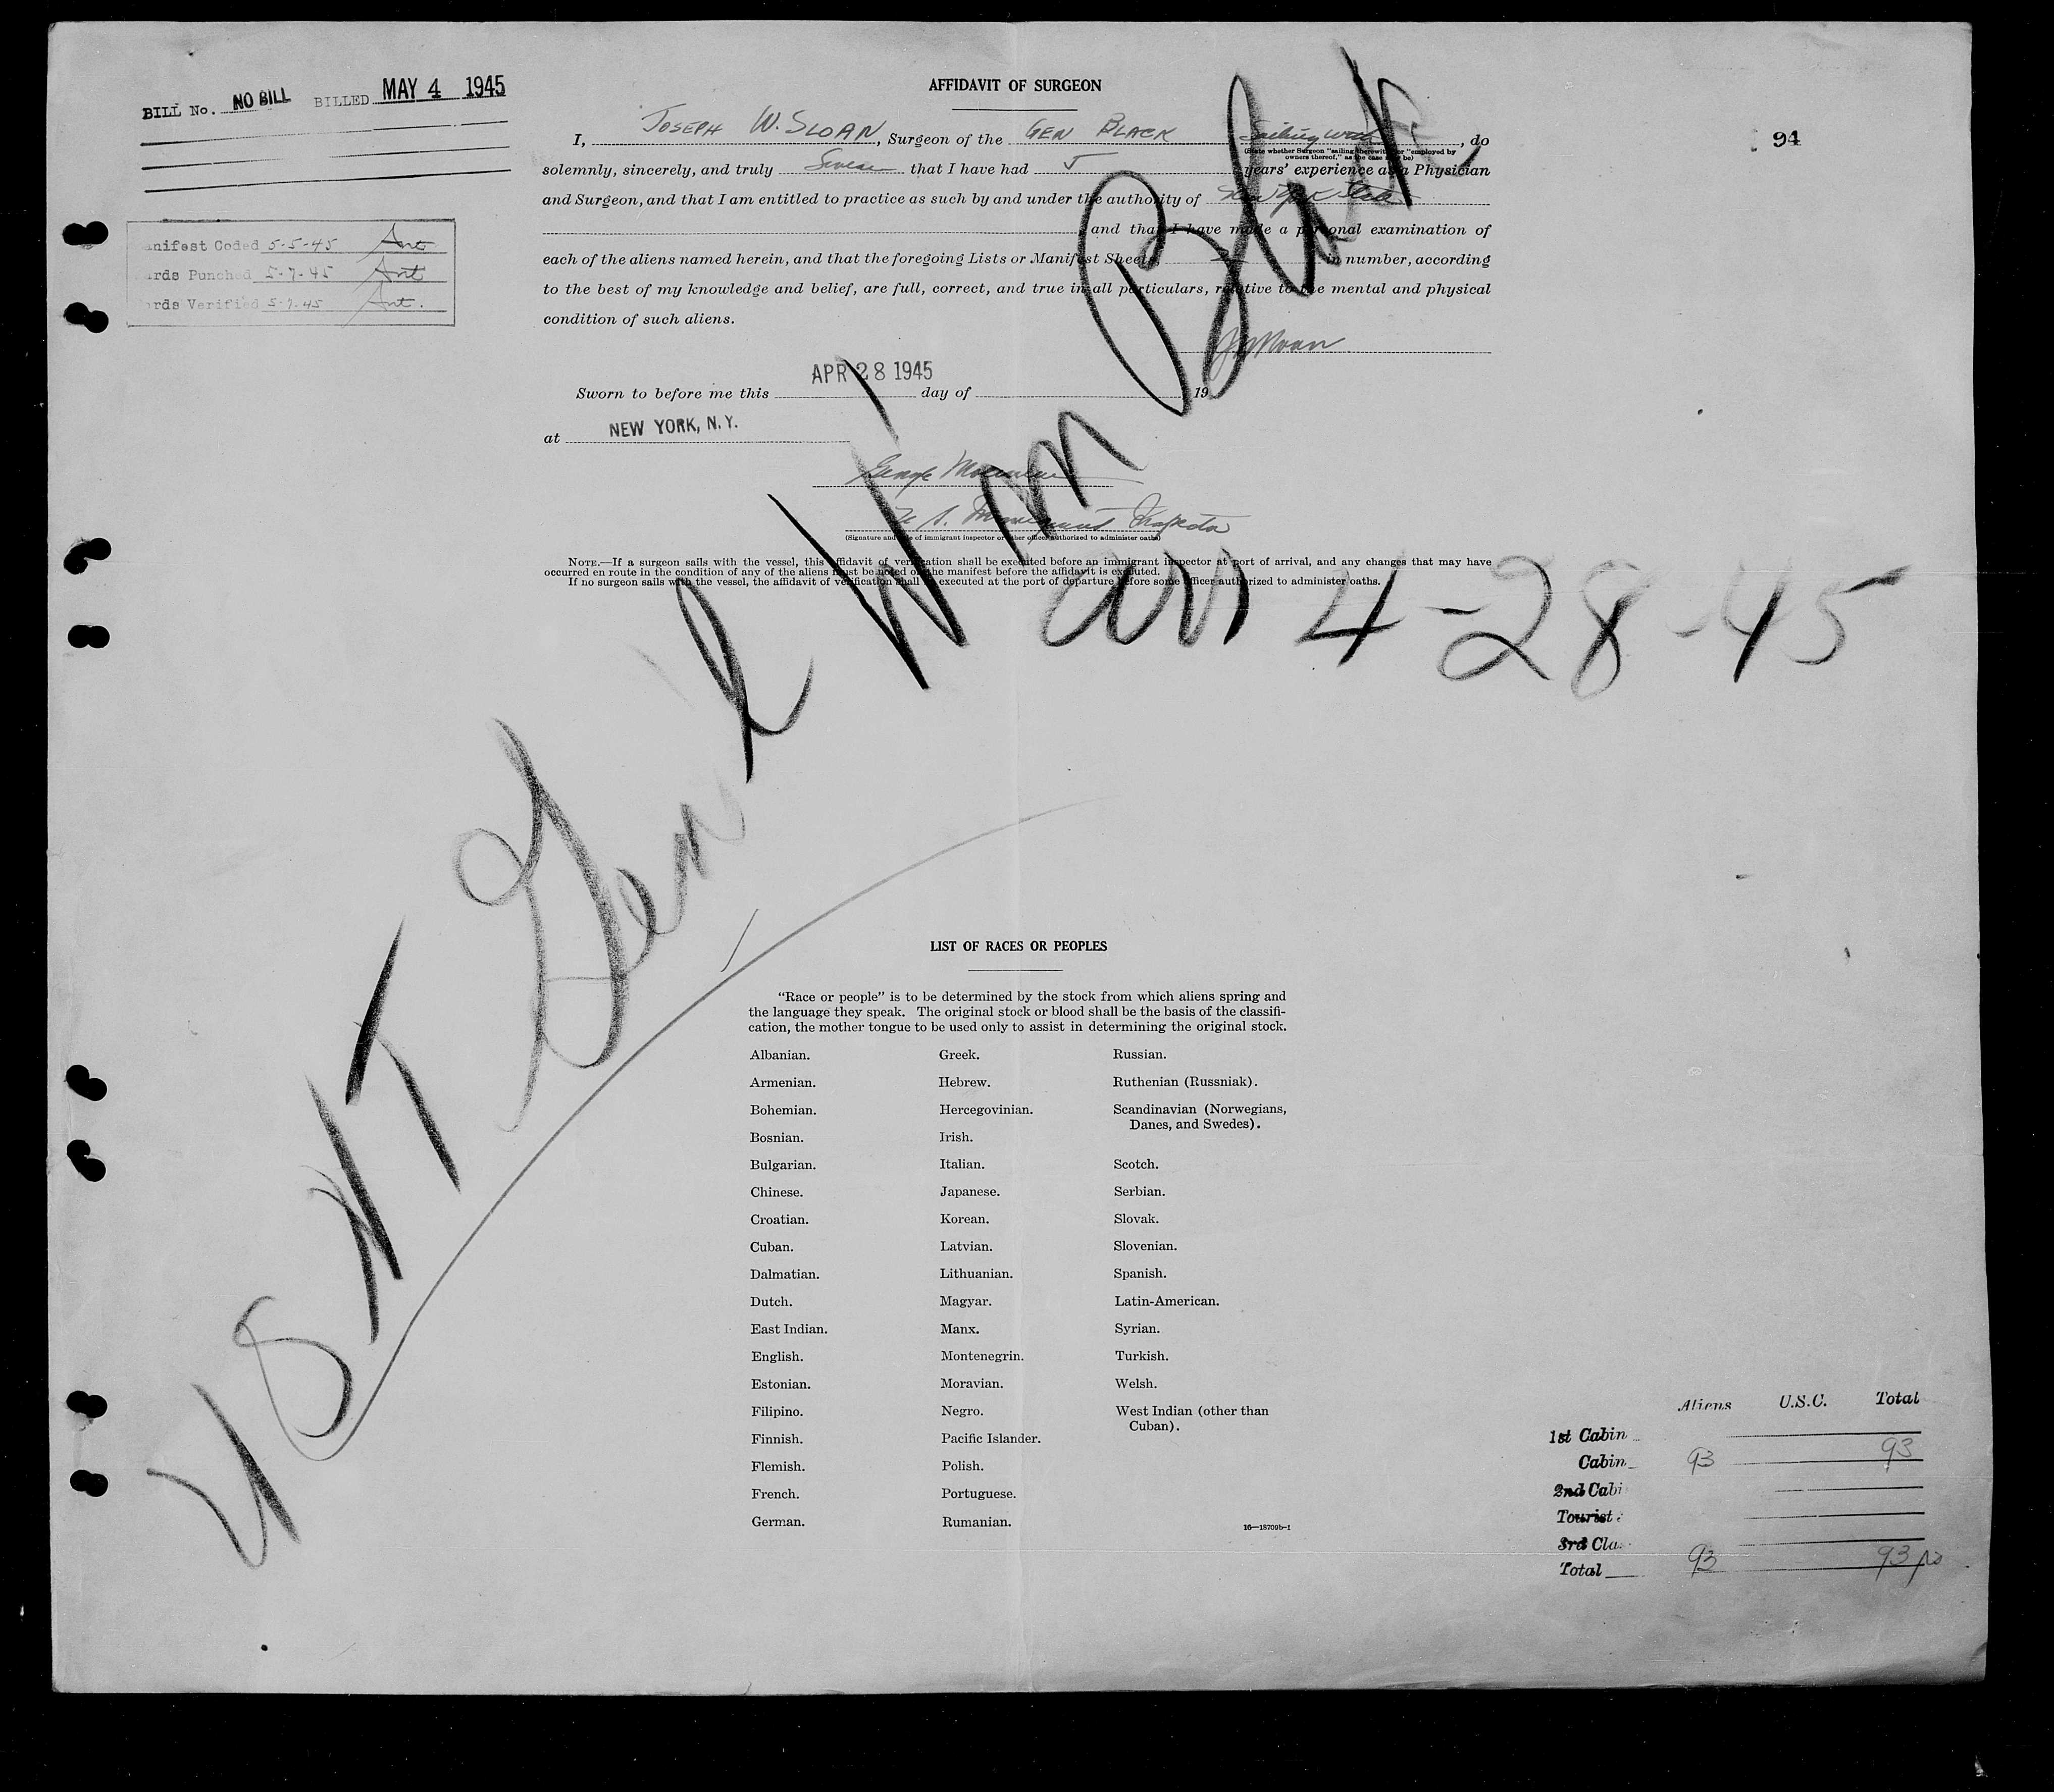 BILL No. NO BILL BILLED MAY 4 1945
AFFIDAVIT OF SURGEON
94
I, JOSEPH W. SLOAN, Surgeon of the GEN BLACK Sailing with, do
(State whether Surgeon "sailing therewith," or "employed by
owners thereof," as the case may be)
solemnly, sincerely, and truly Swear that I have had 5 years' experience as a Physician
and Surgeon, and that I am entitled to practice as such by and under the authority of New York State
, and that I have made a personal examination of
each of the aliens named herein, and that the foregoing Lists or Manifest Sheets, in number, according
to the best of my knowledge and belief, are full, correct, and true in all particulars, relative to the mental and physical
condition of such aliens.
anifest Coded 5-5-45 Ant
ards Punched 5-7-45 Ant
ards Verified 5-7-45 Ant.
APR 28 1945
Sworn to before me this day of 19
at NEW YORK, N.Y.
George
U. S. Immigrant Inspector
(Signature and title of immigrant inspector or other officer authorized to administer oaths)
NOTE.—If a surgeon sails with the vessel, this affidavit of verification shall be executed before an immigrant inspector at port of arrival, and any changes that may have
occurred en route in the condition of any of the aliens must be noted on the manifest before the affidavit is executed.
If no surgeon sails with the vessel, the affidavit of verification shall be executed at the port of departure before some officer authorized to administer oaths.
USAT Gen'l Wm Black
arr 4-28-45
LIST OF RACES OR PEOPLES
"Race or people" is to be determined by the stock from which aliens spring and
the language they speak. The original stock or blood shall be the basis of the classifi-
cation, the mother tongue to be used only to assist in determining the original stock.
Albanian. Greek. Russian.
Armenian. Hebrew. Ruthenian (Russniak).
Bohemian. Hercegovinian. Scandinavian (Norwegians,
Danes, and Swedes).
Bosnian. Irish.
Bulgarian. Italian. Scotch.
Chinese. Japanese. Serbian.
Croatian. Korean. Slovak.
Cuban. Latvian. Slovenian.
Dalmatian. Lithuanian. Spanish.
Dutch. Magyar. Latin-American.
East Indian. Manx. Syrian.
English. Montenegrin. Turkish.
Estonian. Moravian. Welsh.
Filipino. Negro. West Indian (other than
Cuban).
Finnish. Pacific Islander.
Flemish. Polish.
French. Portuguese.
German. Rumanian.
16—18709b-1
Aliens U.S.C. Total
1st Cabin
Cabin 93 93
2nd Cabi
Tourist
3rd Cla
Total 93 93